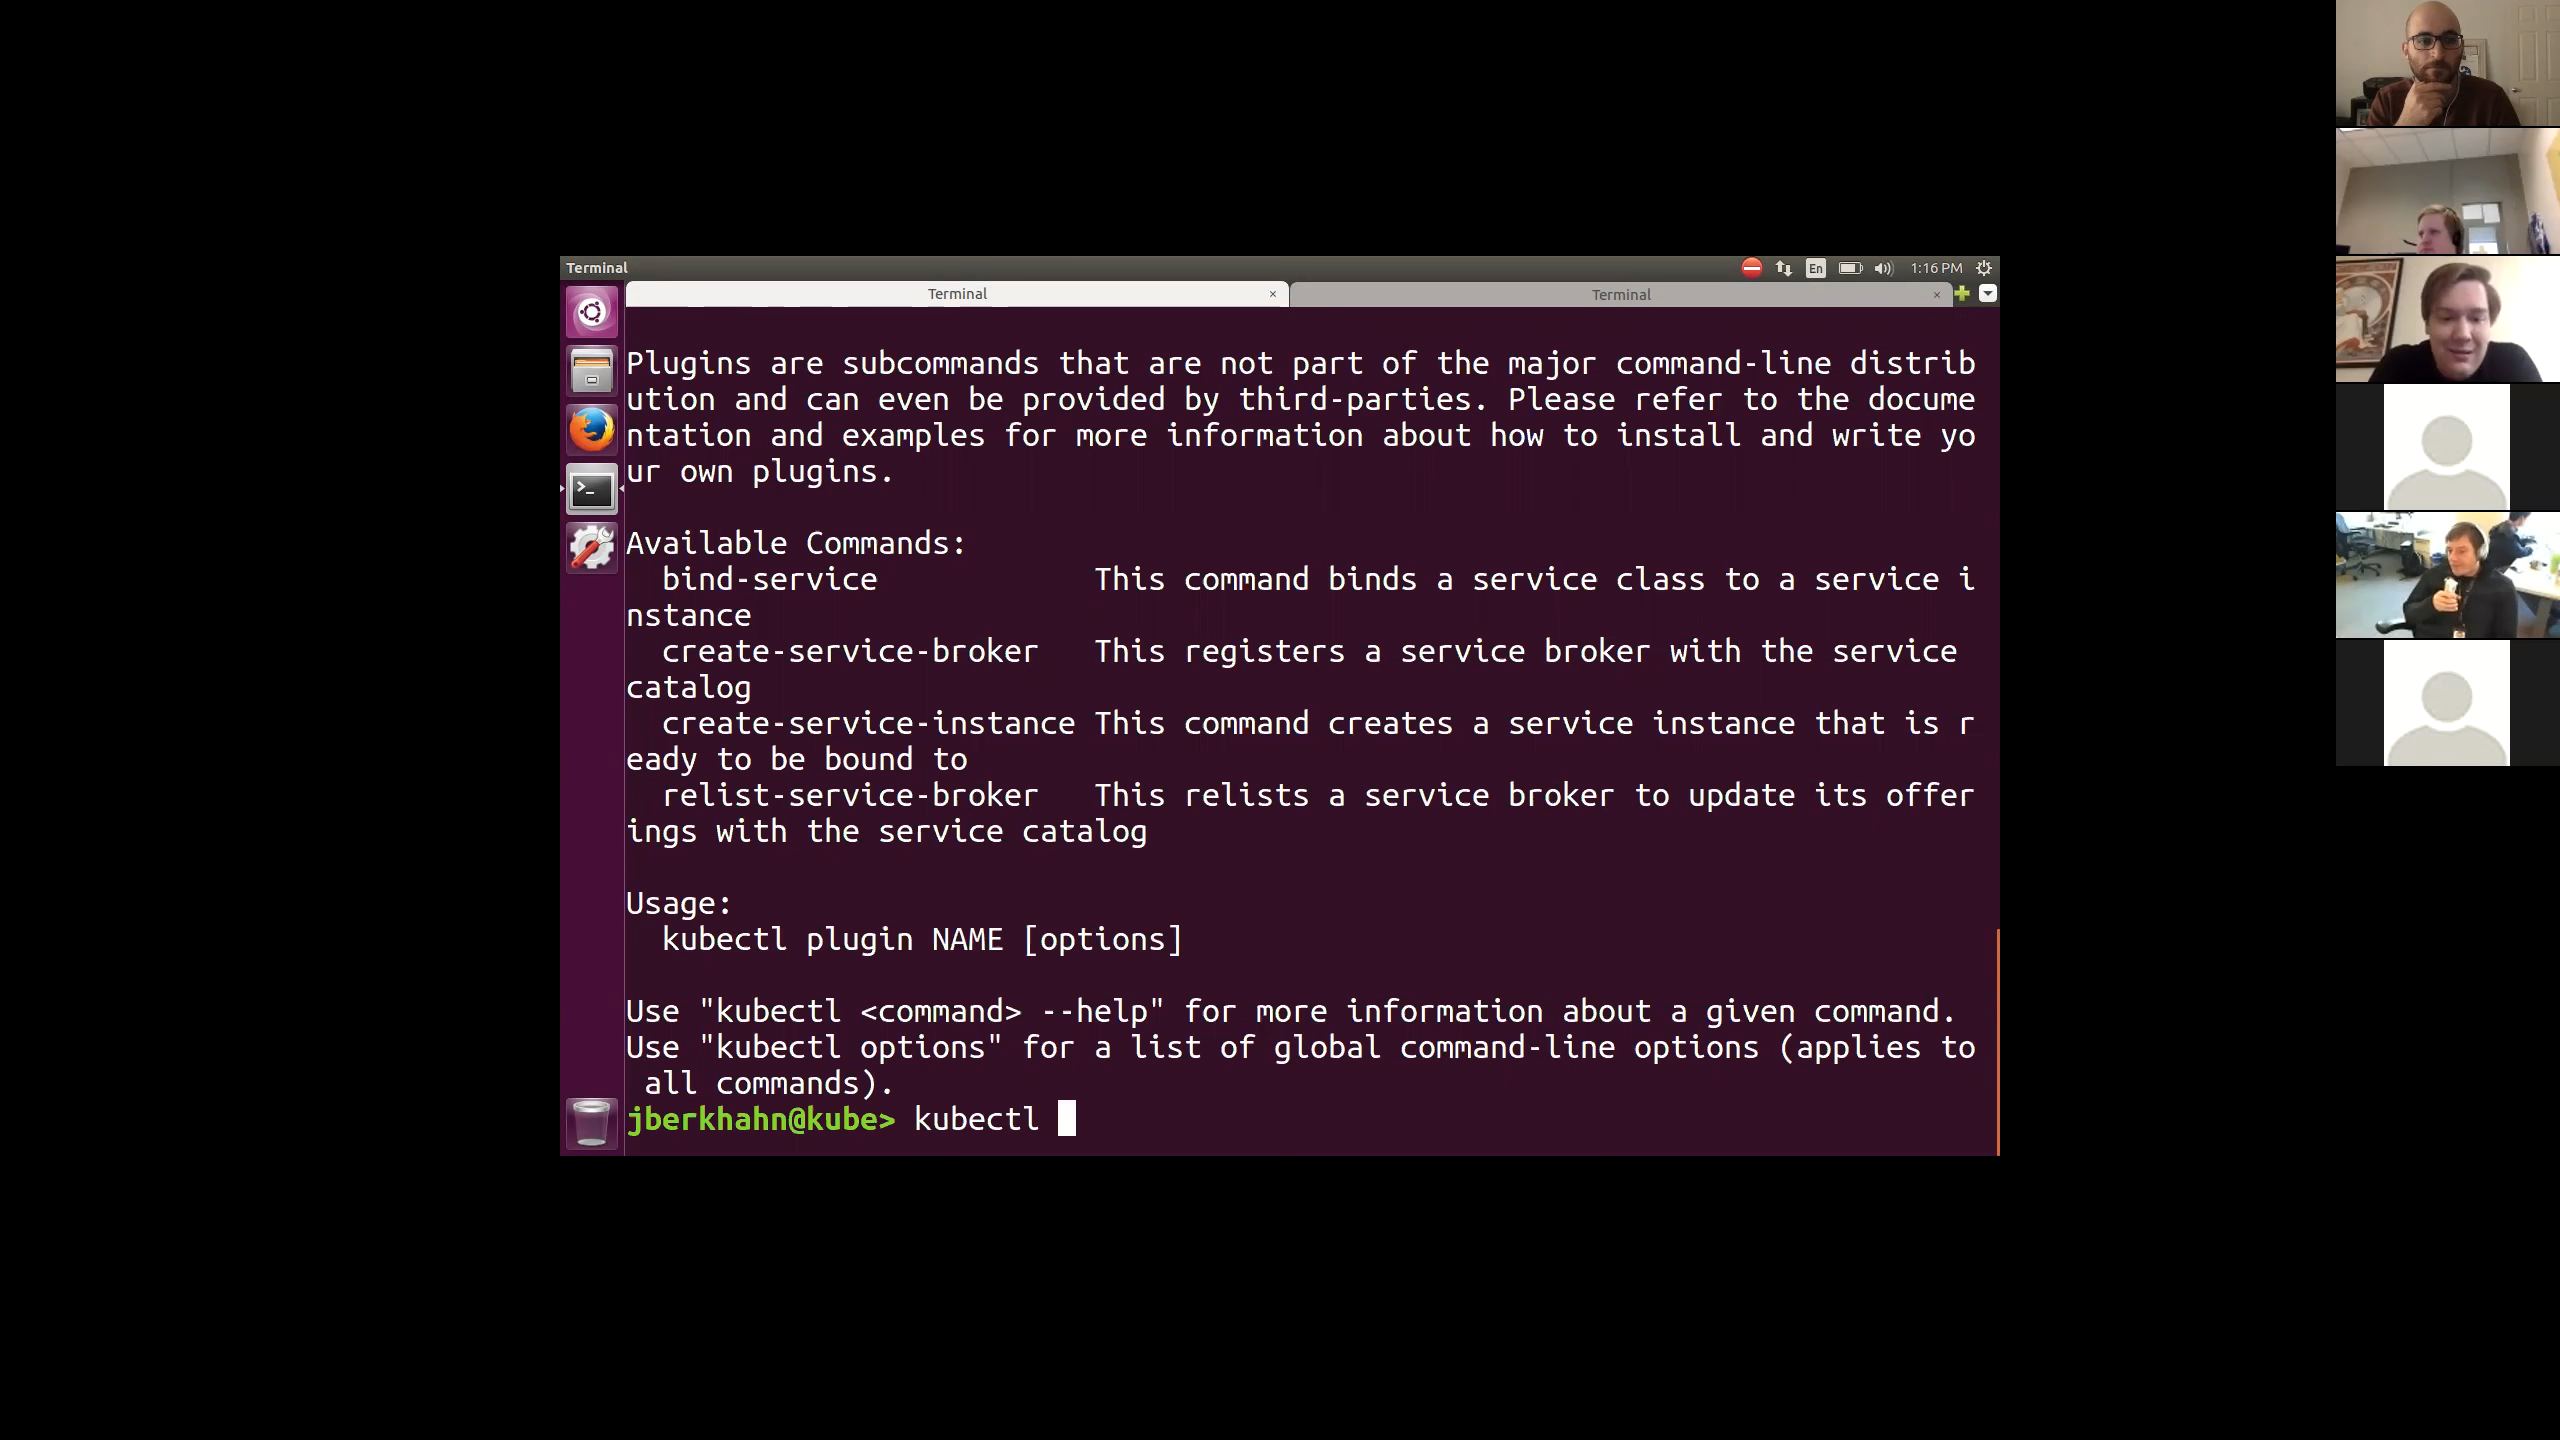 Terminal
En
1:16 PM
Terminal
Terminal
Plugins are subcommands that are not part of the major command-line distrib
ution and can even be provided by third-parties. Please refer to the docume
ntation and examples for more information about how to install and write yo
ur own plugins.
Available Commands:
bind-service This command binds a service class to a service i
nstance
create-service-broker This registers a service broker with the service
catalog
create-service-instance This command creates a service instance that is r
eady to be bound to
relist-service-broker This relists a service broker to update its offer
ings with the service catalog
Usage:
kubectl plugin NAME [options]
Use "kubectl <command> --help" for more information about a given command.
Use "kubectl options" for a list of global command-line options (applies to
all commands).
jberkhahn@kube> kubectl